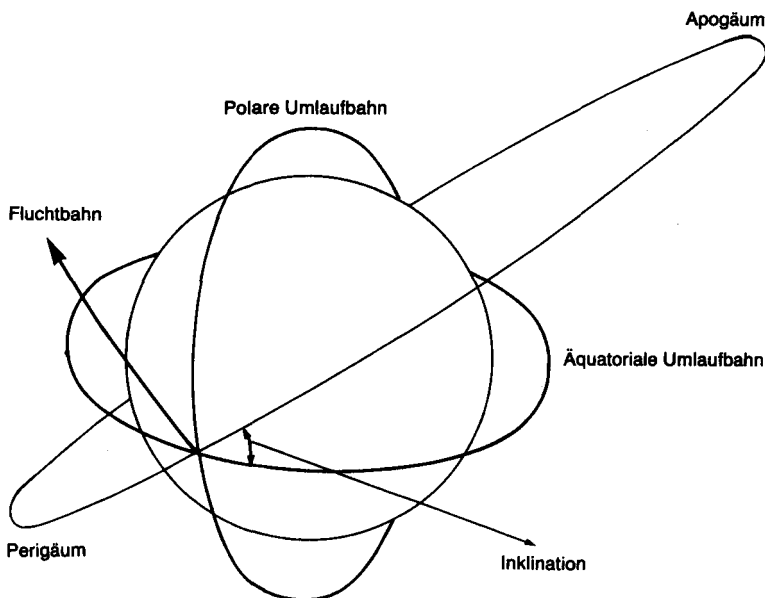 Apogäum
Polare Umlaufbahn
Fluchtbahn
Äquatoriale Umlaufbahn
Perigäum
Inklination